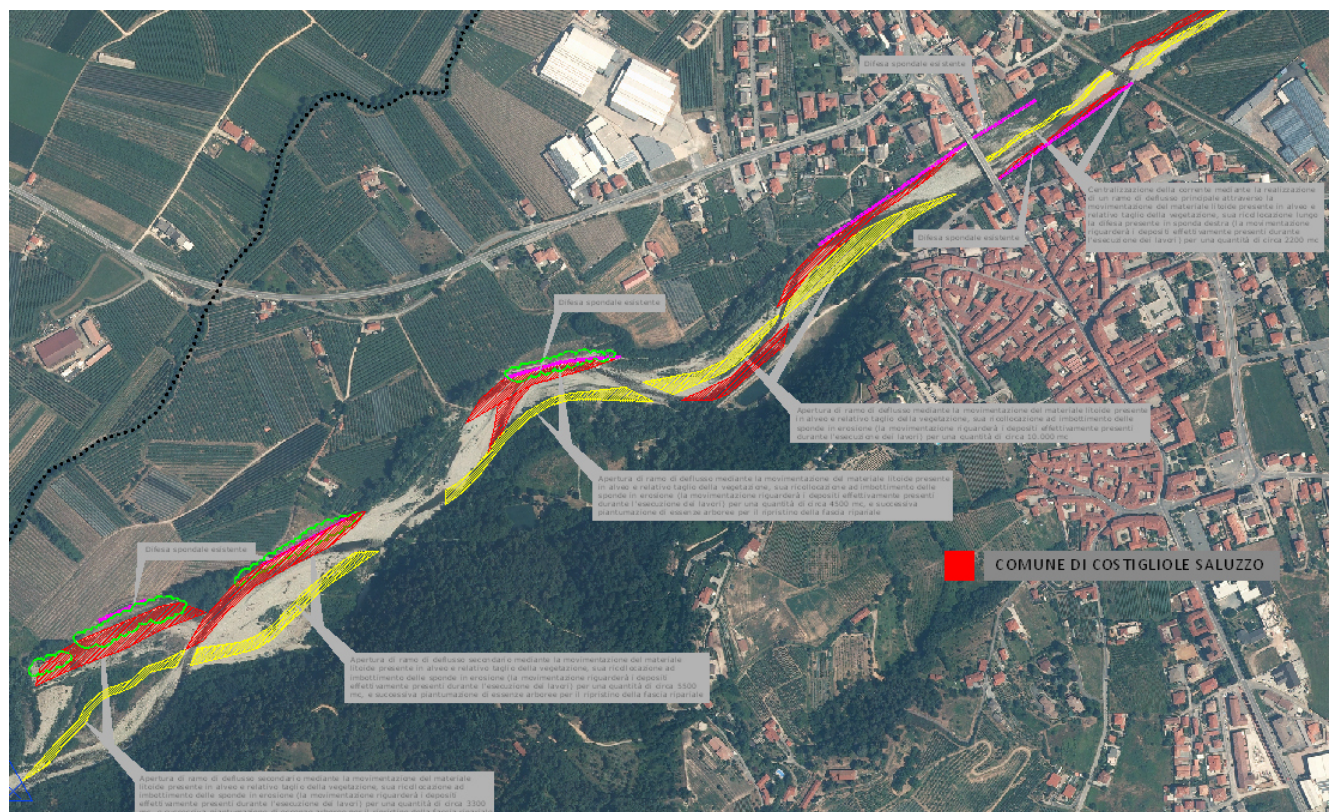 Difesa spondale esistente
Centralizzazione della corrente mediante la realizzazione
di un ramo di deflusso principale attraverso la
movimentazione del materiale litoide presente in alveo e
relativo taglio della vegetazione, sua ricollocazione lungo
la difesa presente in sponda destra (la movimentazione
riguarderà i depositi effettivamente presenti durante
l'esecuzione dei lavori) per una quantità di circa 2200 mc
Difesa spondale esistente
Difesa spondale esistente
Apertura di ramo di deflusso mediante la movimentazione del materiale litoide presente
in alveo e relativo taglio della vegetazione, sua ricollocazione ad imbottimento delle
sponde in erosione (la movimentazione riguarderà i depositi effettivamente presenti
durante l'esecuzione dei lavori) per una quantità di circa 10.000 mc
Apertura di ramo di deflusso mediante la movimentazione del materiale litoide presente
in alveo e relativo taglio della vegetazione, sua ricollocazione ad imbottimento delle
sponde in erosione (la movimentazione riguarderà i depositi effettivamente presenti
durante l'esecuzione dei lavori) per una quantità di circa 4500 mc, e successiva
piantumazione di essenze arboree per il ripristino della fascia ripariale
Difesa spondale esistente
COMUNE DI COSTIGLIOLE SALUZZO
Apertura di ramo di deflusso secondario mediante la movimentazione del materiale
litoide presente in alveo e relativo taglio della vegetazione, sua ricollocazione ad
imbottimento delle sponde in erosione (la movimentazione riguarderà i depositi
effettivamente presenti durante l'esecuzione dei lavori) per una quantità di circa 5500
mc, e successiva piantumazione di essenze arboree per il ripristino della fascia ripariale
Apertura di ramo di deflusso secondario mediante la movimentazione del materiale
litoide presente in alveo e relativo taglio della vegetazione, sua ricollocazione ad
imbottimento delle sponde in erosione (la movimentazione riguarderà i depositi
effettivamente presenti durante l'esecuzione dei lavori) per una quantità di circa 3300